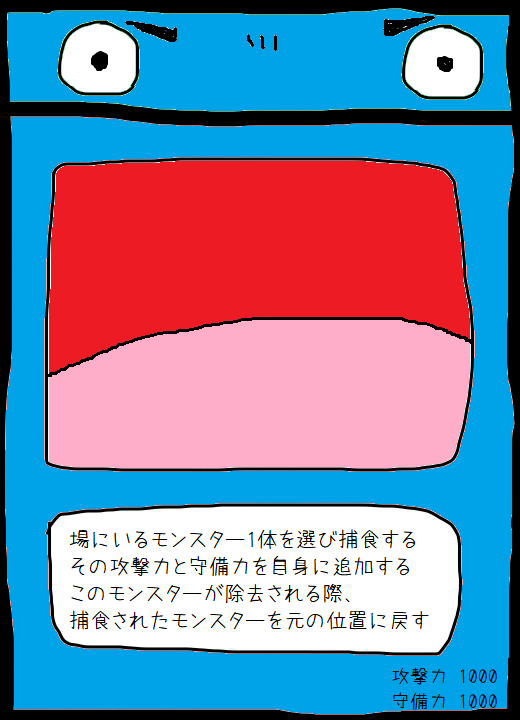 場にいるモンスター1体を選び捕食する
その攻撃力と守備力を自身に追加する
このモンスターが除去される際、
捕食されたモンスターを元の位置に戻す
攻撃力 1000
守備力 1000